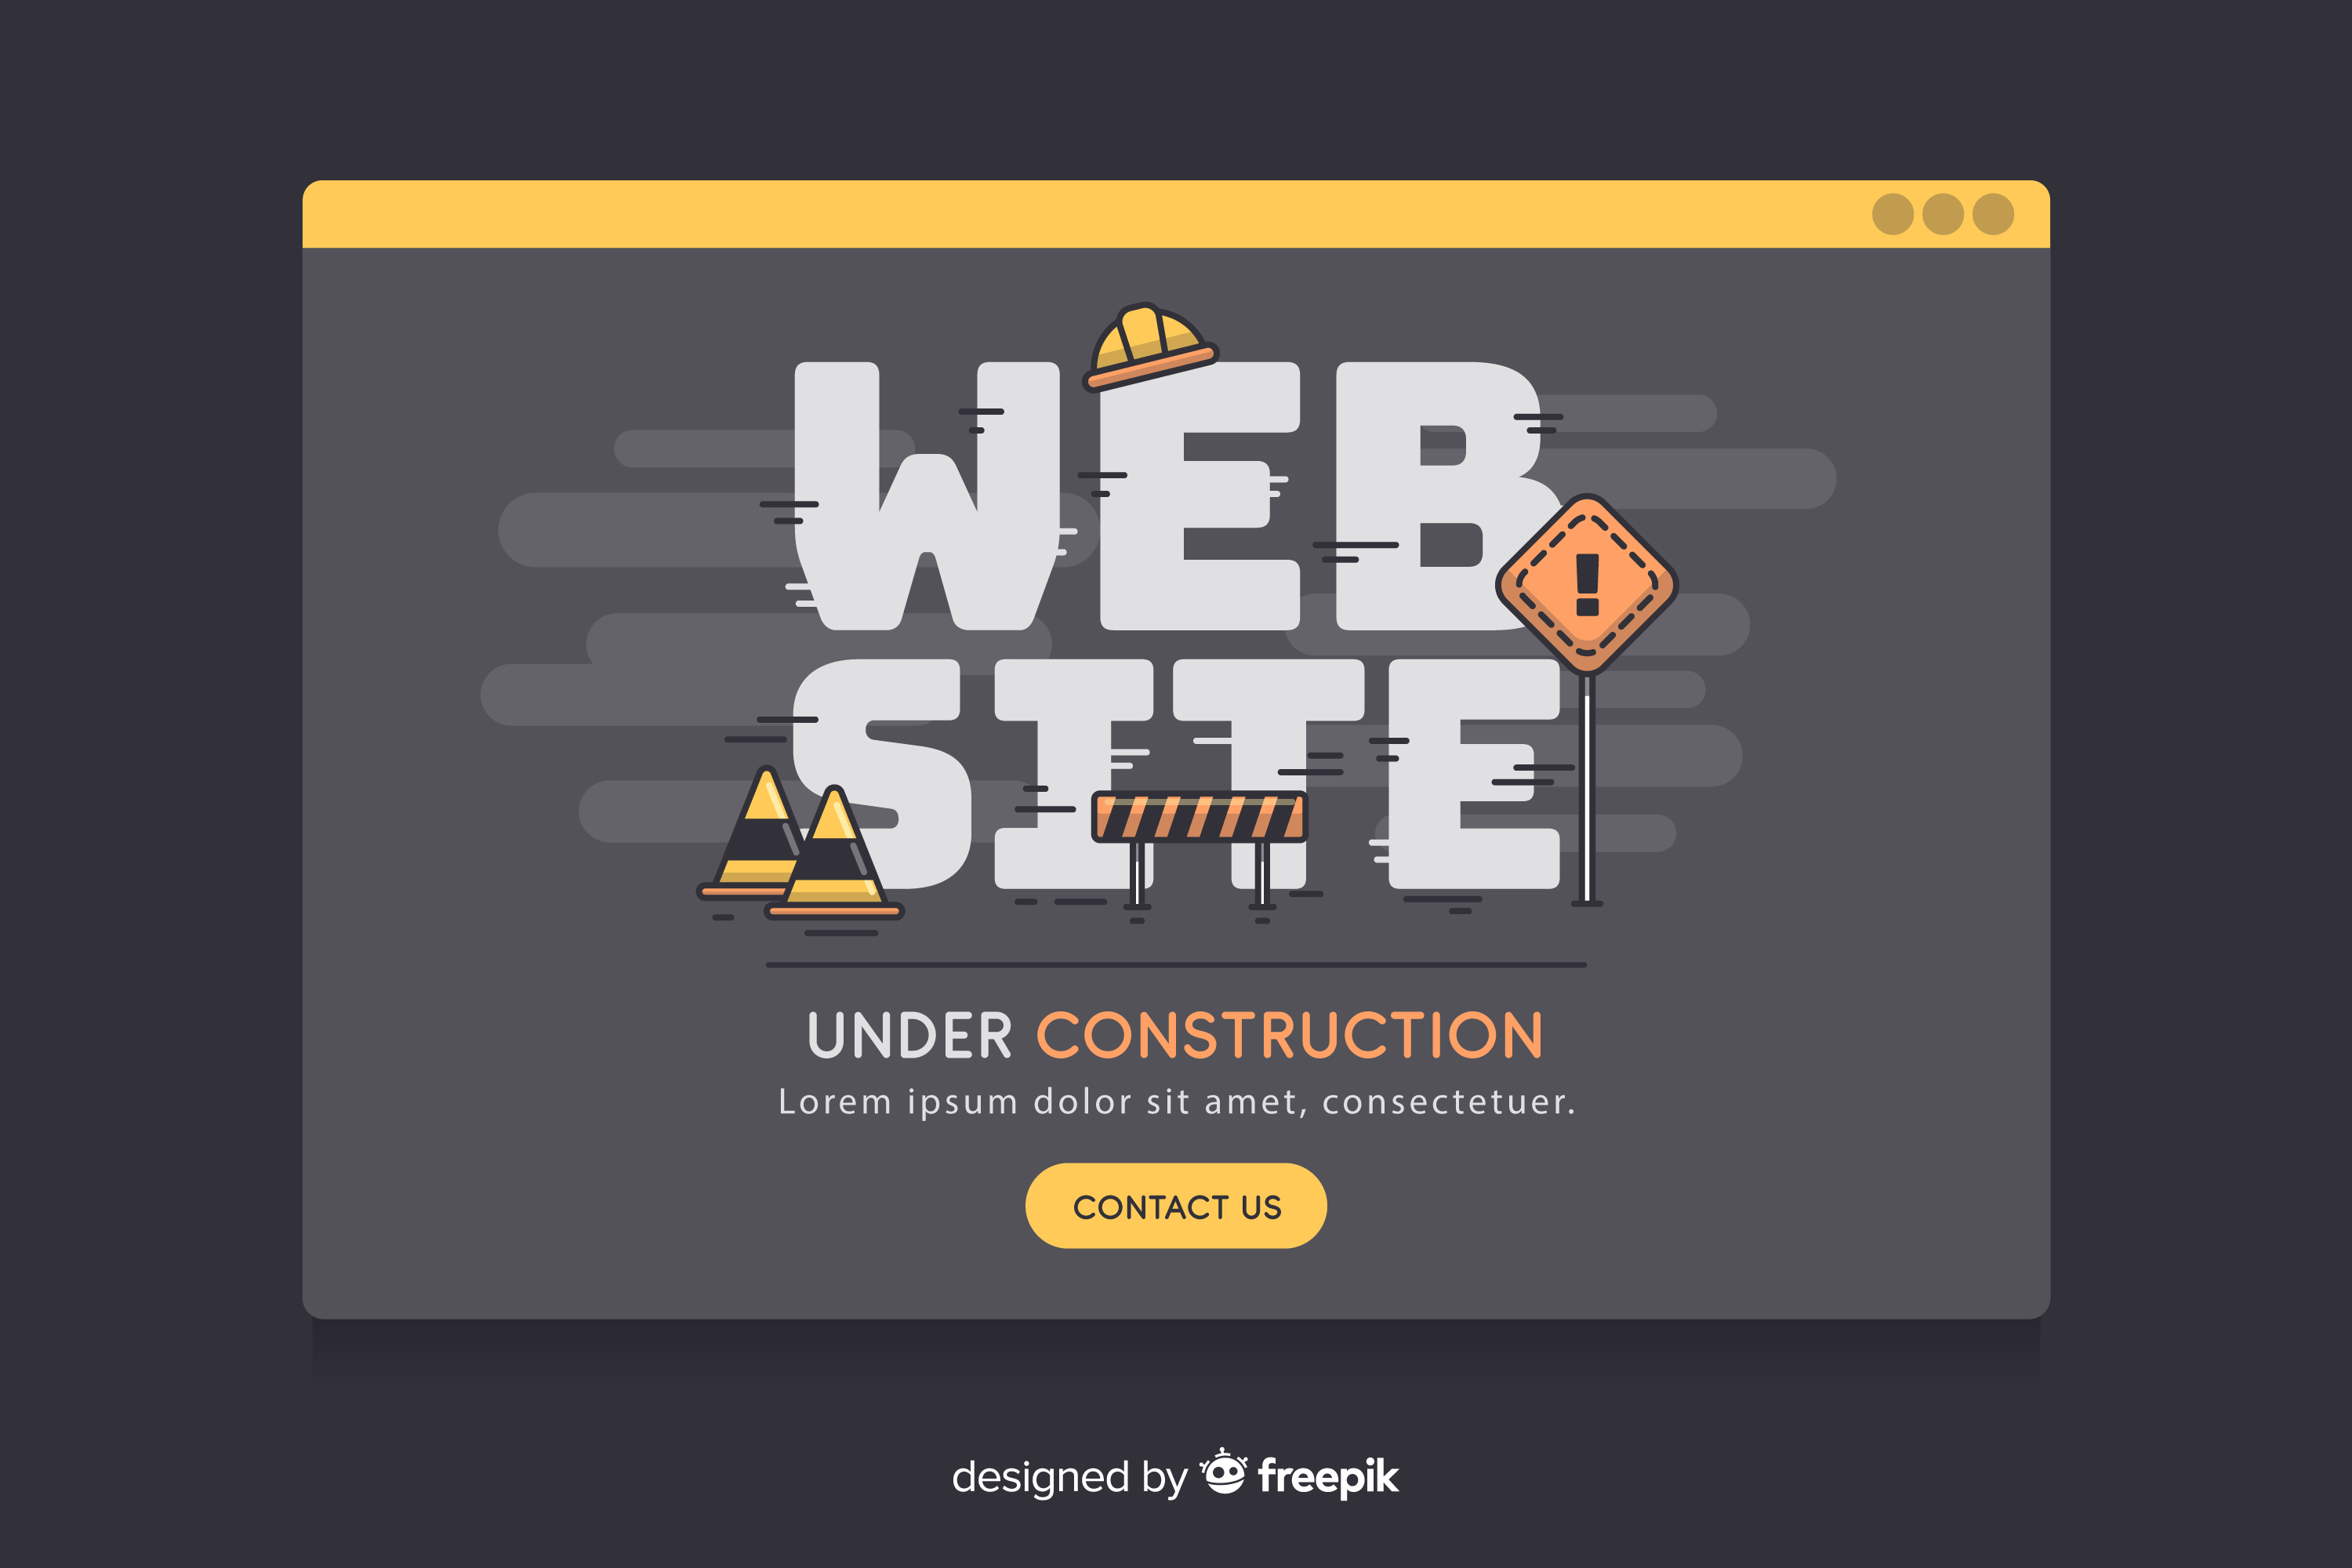 WEB
SITE
!
UNDER CONSTRUCTION
Lorem ipsum dolor sit amet, consectetuer.
CONTACT US
designed by freepik